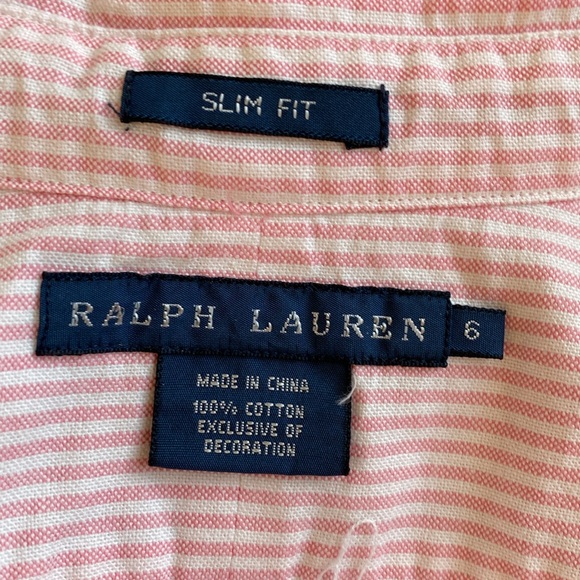 SLIM FIT
RALPH LAUREN 6
MADE IN CHINA
100% COTTON
EXCLUSIVE OF
DECORATION